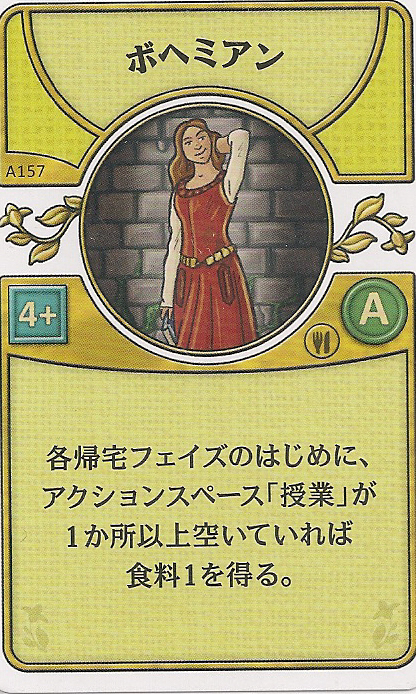 ボヘミアン
A157
4+
A
各帰宅フェイズのはじめに、
アクションスペース「授業」が
1か所以上空いていれば
食料1を得る。